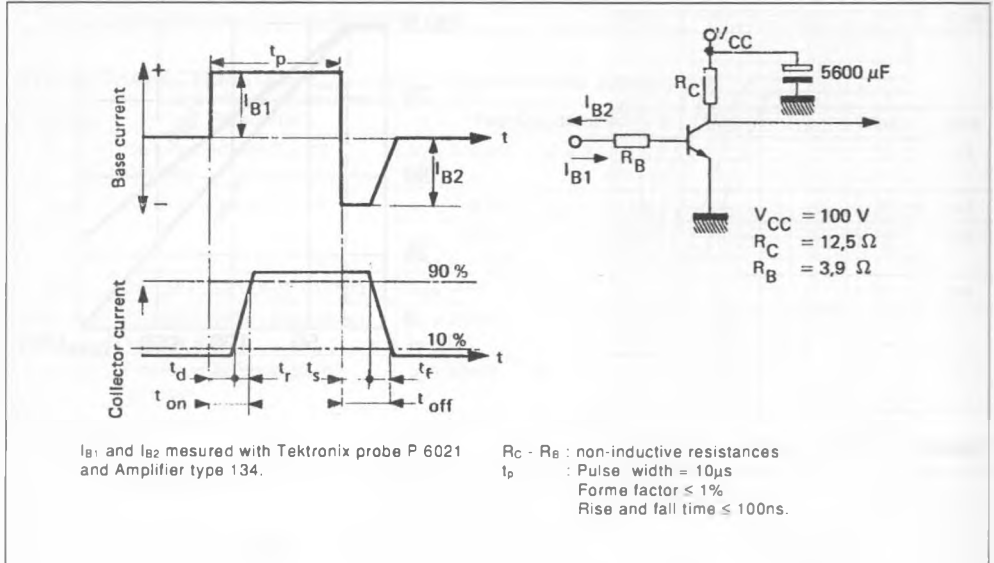 t_p
+
I_B1
Base current
t
I_B2
−
90 %
Collector current
10 %
t
t_d
t_r
t_s
t_f
t_on
t_off
V_CC
R_C
5600 µF
I_B2
I_B1
R_B
V_CC = 100 V
R_C = 12,5 Ω
R_B = 3,9 Ω
I_B1 and I_B2 mesured with Tektronix probe P 6021
and Amplifier type 134.
R_C - R_B : non-inductive resistances
t_p : Pulse width = 10µs
Forme factor ≤ 1%
Rise and fall time ≤ 100ns.